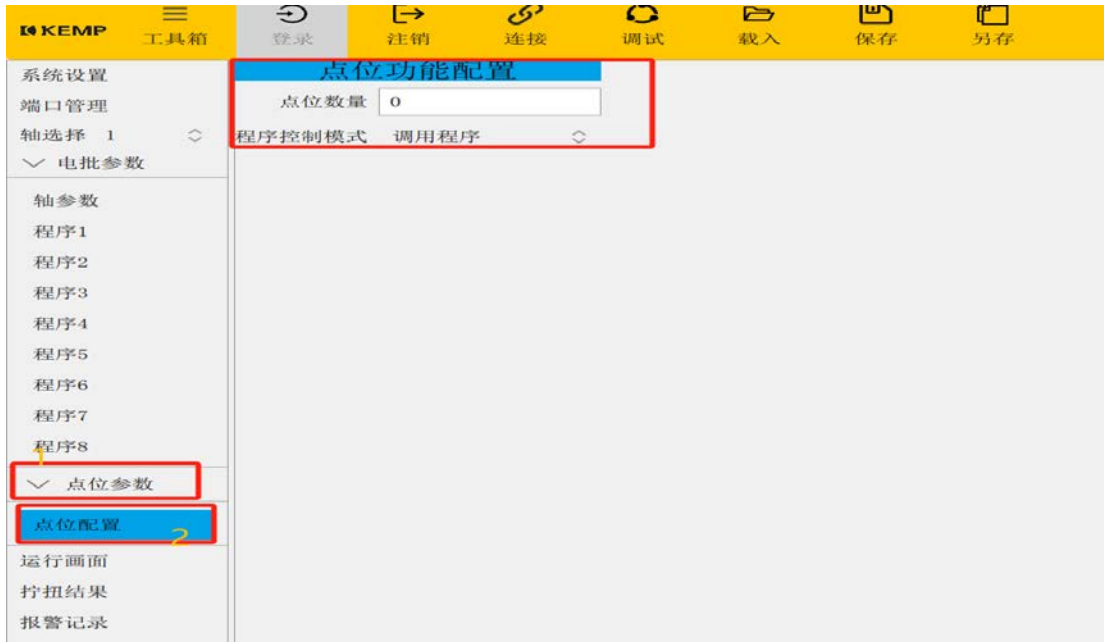 KEMP
工具箱 登录 注销 连接 调试 载入 保存 另存
系统设置
端口管理
轴选择 1
电批参数
轴参数
程序1
程序2
程序3
程序4
程序5
程序6
程序7
程序8
1
点位参数
点位配置
2
运行画面
拧扭结果
报警记录
点位功能配置
点位数量 0
程序控制模式 调用程序